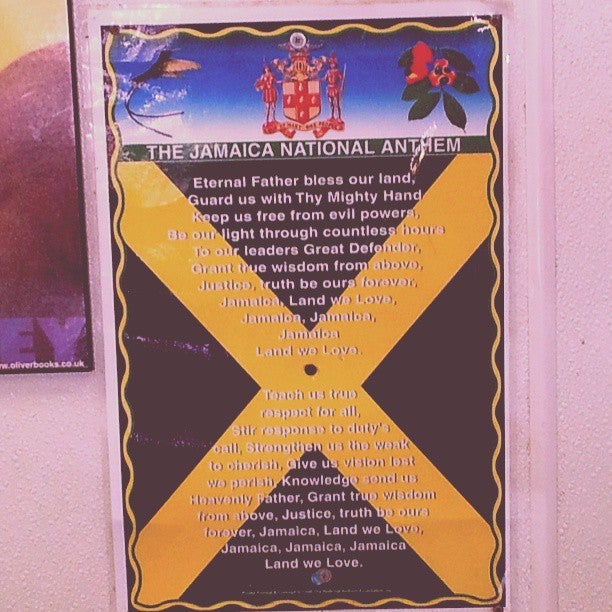 THE JAMAICA NATIONAL ANTHEM
Eternal Father bless our land,
Guard us with Thy Mighty Hand
Keep us free from evil powers,
Be our light through countless hours
To our leaders Great Defender,
Grant true wisdom from above,
Justice, truth be ours forever,
Jamaica, Land we Love,
Jamaica, Jamaica,
Jamaica
Land we Love.
Teach us true
respect for all,
Stir response to duty's
call, Strengthen us the weak
to cherish, Give us vision lest
we perish, Knowledge send us
Heavenly Father, Grant true wisdom
from above, Justice, truth be ours
forever, Jamaica, Land we Love,
Jamaica, Jamaica, Jamaica
Land we Love.
EY
w.oliverbooks.co.uk